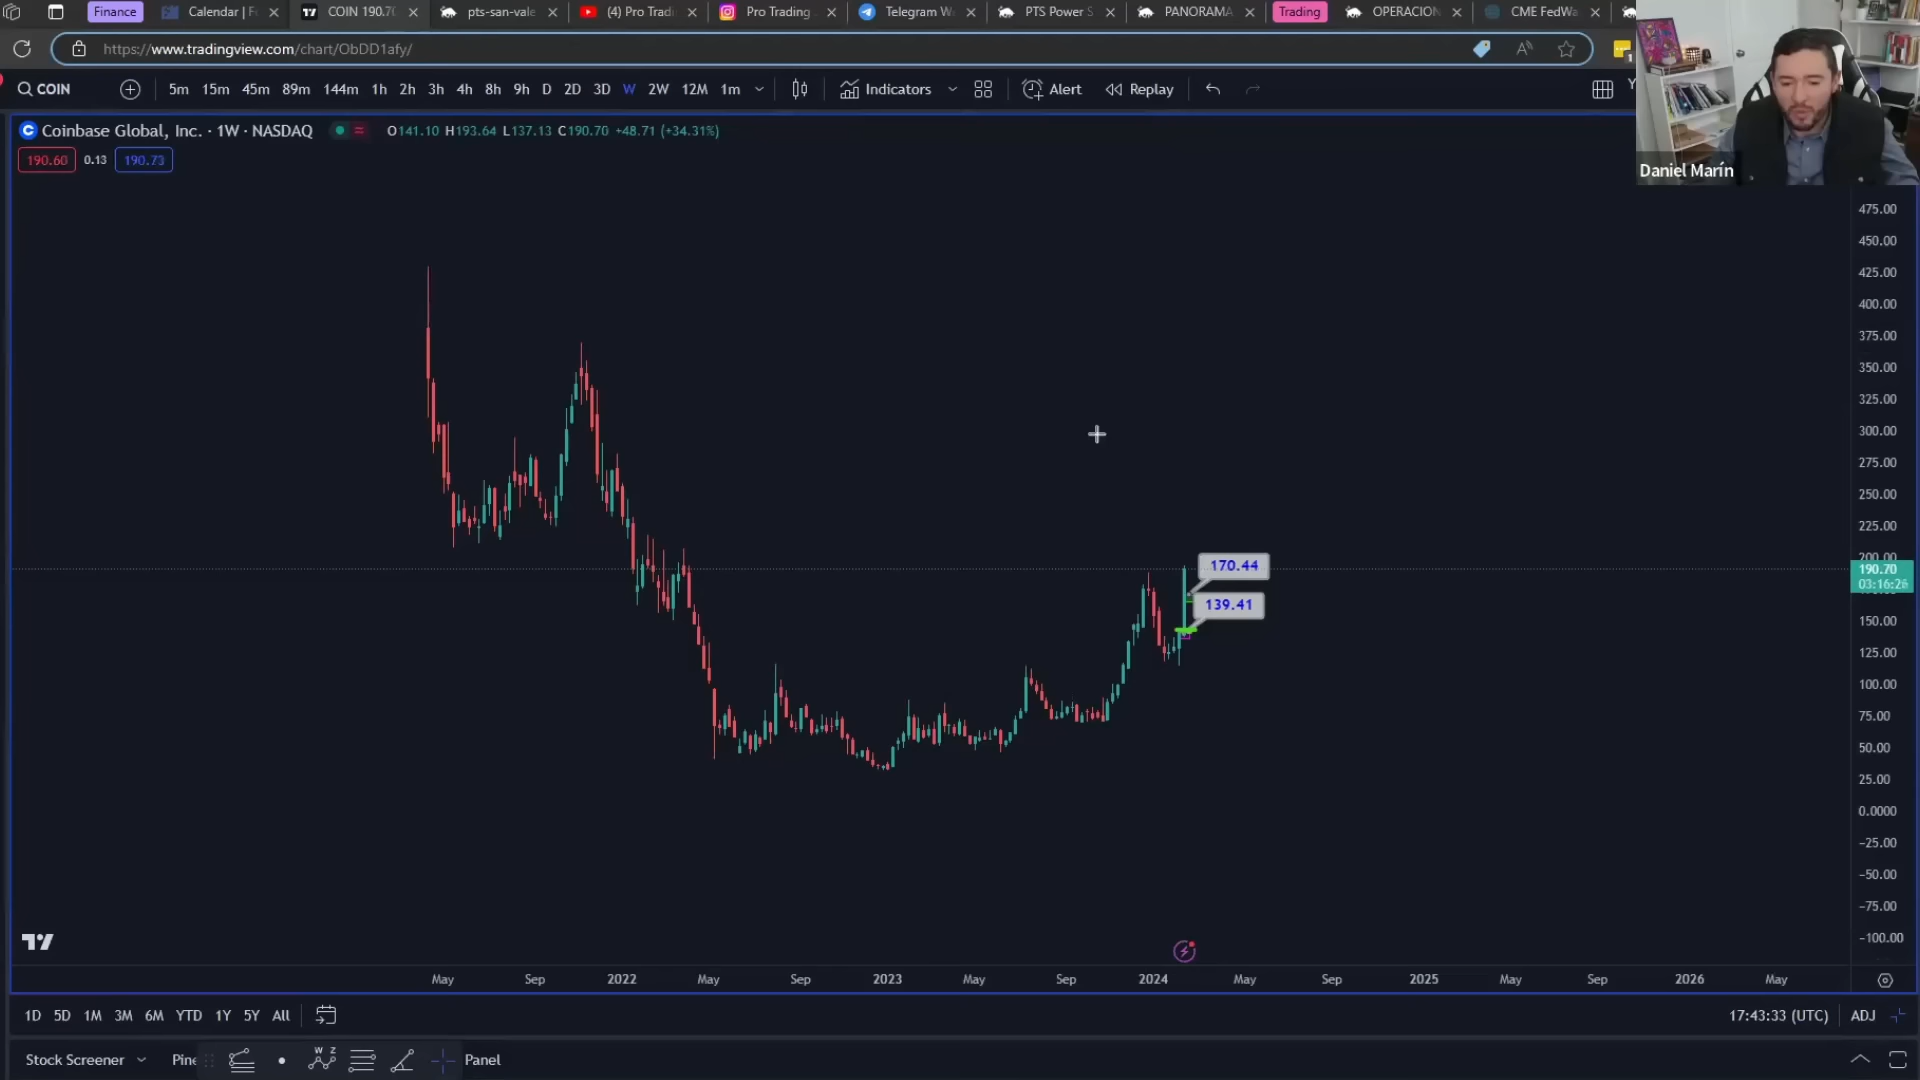 Finance
Calendar | F
COIN 190.70
pts-san-vale
(4) Pro Tradi
Pro Trading
Telegram W
PTS Power S
PANORAMA
Trading
OPERACION
CME FedWa
https://www.tradingview.com/chart/ObDD1afy/
COIN
5m 15m 45m 89m 144m 1h 2h 3h 4h 8h 9h D 2D 3D W 2W 12M 1m
Indicators
Alert
Replay
Coinbase Global, Inc. · 1W · NASDAQ
O141.10 H193.64 L137.13 C190.70 +48.71 (+34.31%)
190.60 0.13 190.73
Daniel Marín
475.00
450.00
425.00
400.00
375.00
350.00
325.00
300.00
275.00
250.00
225.00
200.00
190.70
03:16:26
150.00
125.00
100.00
75.00
50.00
25.00
0.0000
−25.00
−50.00
−75.00
−100.00
170.44
139.41
May Sep 2022 May Sep 2023 May Sep 2024 May Sep 2025 May Sep 2026 May
1D 5D 1M 3M 6M YTD 1Y 5Y All
17:43:33 (UTC) ADJ
Stock Screener
Pine
W Z
Panel